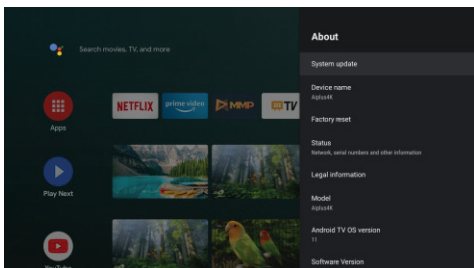 About
Search movies, TV, and more
System update
Device name
Aiplus4K
Factory reset
NETFLIX
prime video
MMP
TV
Apps
Status
Network, serial numbers and other information
Legal information
Play Next
Model
Aiplus4K
Android TV OS version
11
YouTube
Software Version